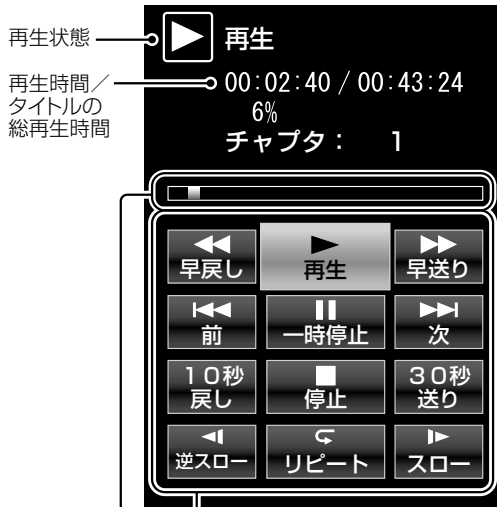 再生状態
再生
再生時間／
タイトルの
総再生時間
00:02:40 / 00:43:24
6%
チャプタ： 1
早戻し 再生 早送り
前 一時停止 次
１０秒 ３０秒
戻し 停止 送り
逆スロー リピート スロー